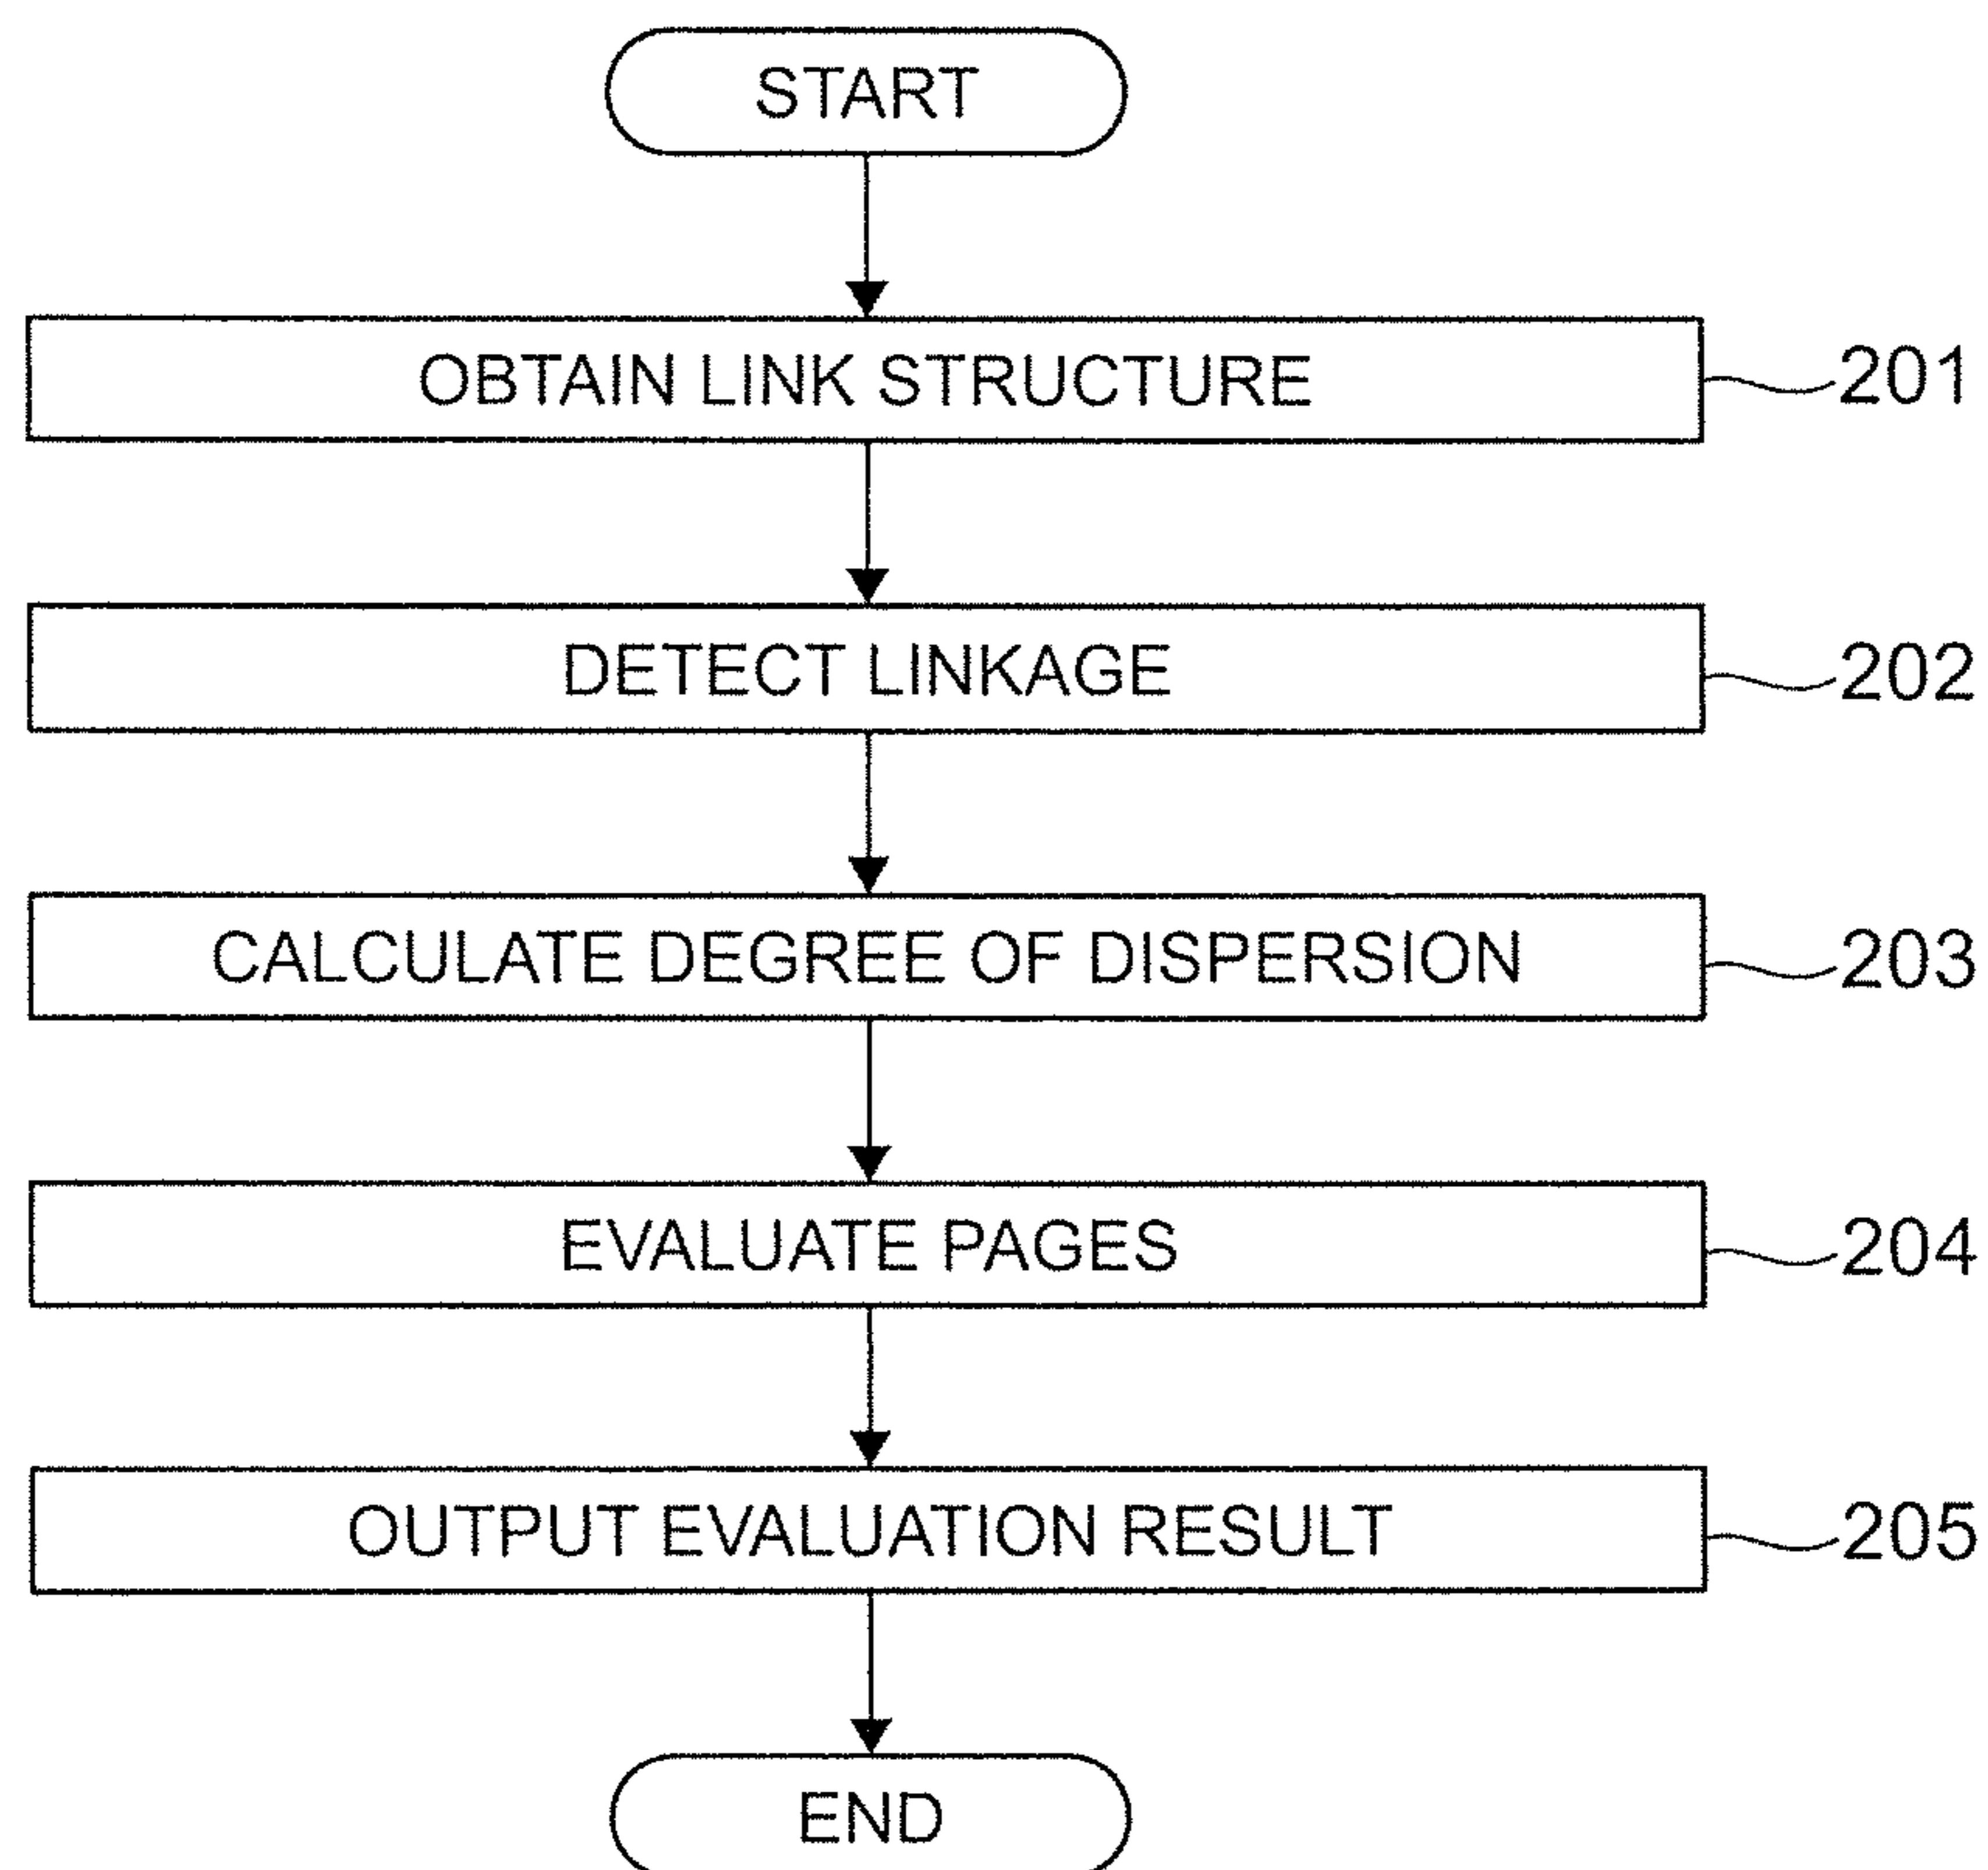 START
OBTAIN LINK STRUCTURE 201
DETECT LINKAGE 202
CALCULATE DEGREE OF DISPERSION 203
EVALUATE PAGES 204
OUTPUT EVALUATION RESULT 205
END